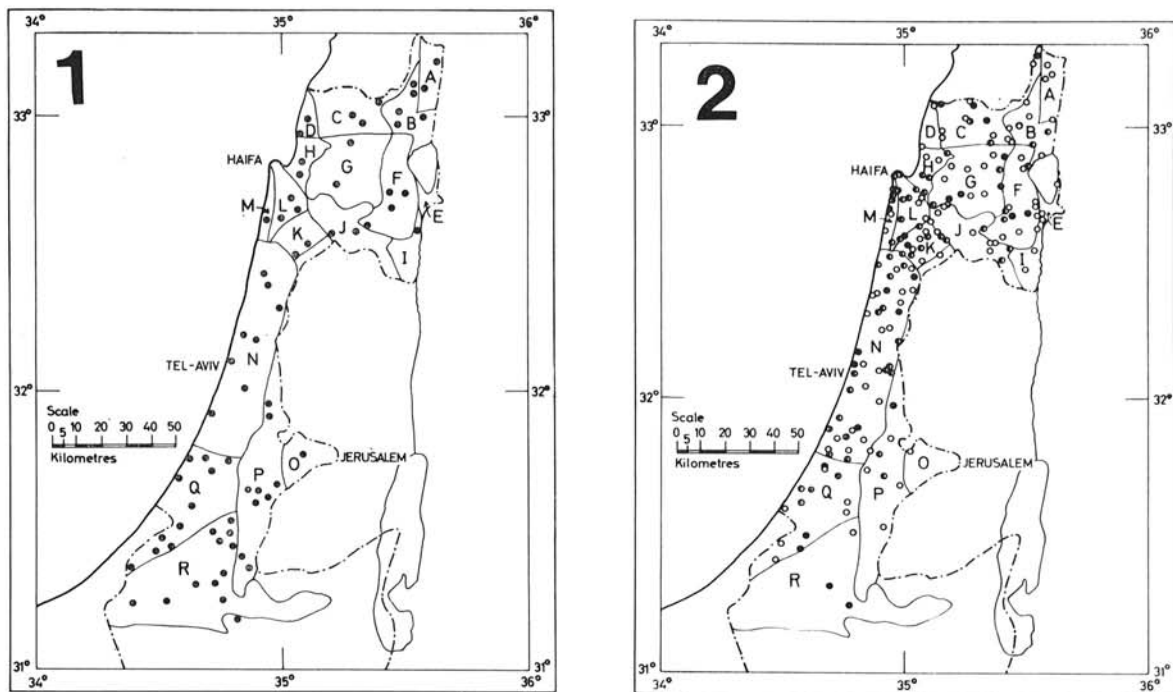 1
34°
35°
36°
33°
32°
31°
34°
35°
36°
A
B
C
D
H
G
F
HAIFA
M
L
K
J
E
I
N
TEL-AVIV
Scale
0 5 10 20 30 40 50
Kilometres
O
JERUSALEM
P
Q
R
2
34°
35°
36°
33°
33°
32°
32°
31°
31°
34°
35°
36°
A
B
C
D
H
G
F
HAIFA
M
L
K
J
E
I
N
TEL-AVIV
Scale
0 5 10 20 30 40 50
Kilometres
O
JERUSALEM
P
Q
R